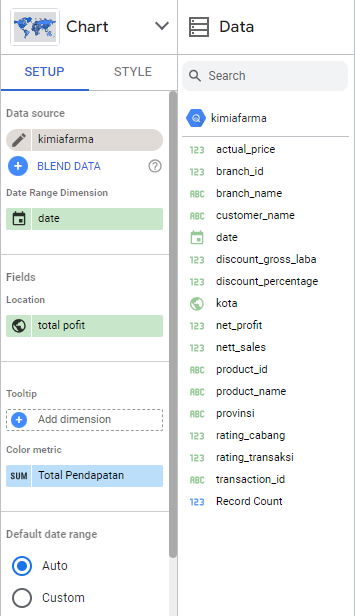 Chart
SETUP
STYLE
Data source
kimiafarma
BLEND DATA
Date Range Dimension
date
Fields
Location
total pofit
Tooltip
Add dimension
Color metric
SUM Total Pendapatan
Default date range
Auto
Custom
Data
Search
kimiafarma
123 actual_price
123 branch_id
ABC branch_name
ABC customer_name
date
123 discount_gross_laba
123 discount_percentage
kota
123 net_profit
123 nett_sales
ABC product_id
ABC product_name
ABC provinsi
123 rating_cabang
123 rating_transaksi
ABC transaction_id
123 Record Count